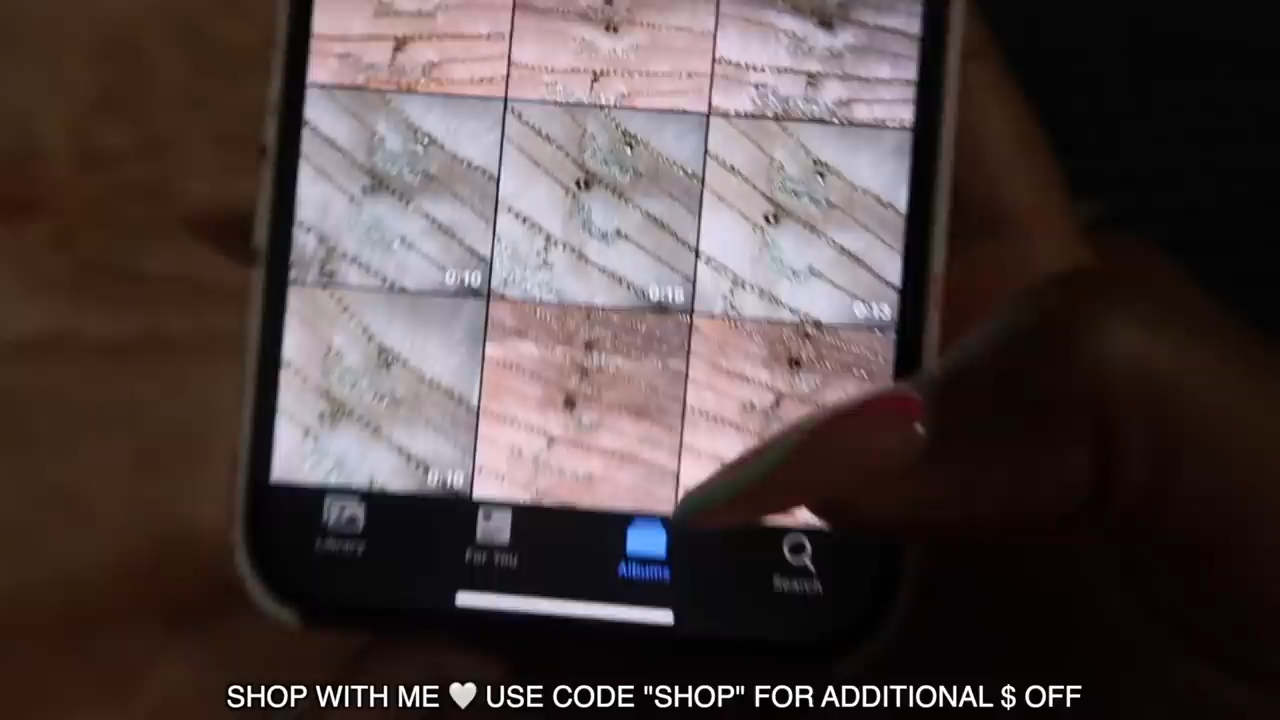 0:10
0:18
0:13
0:10
Library
For You
Albums
Search
SHOP WITH ME 🤍 USE CODE "SHOP" FOR ADDITIONAL $ OFF